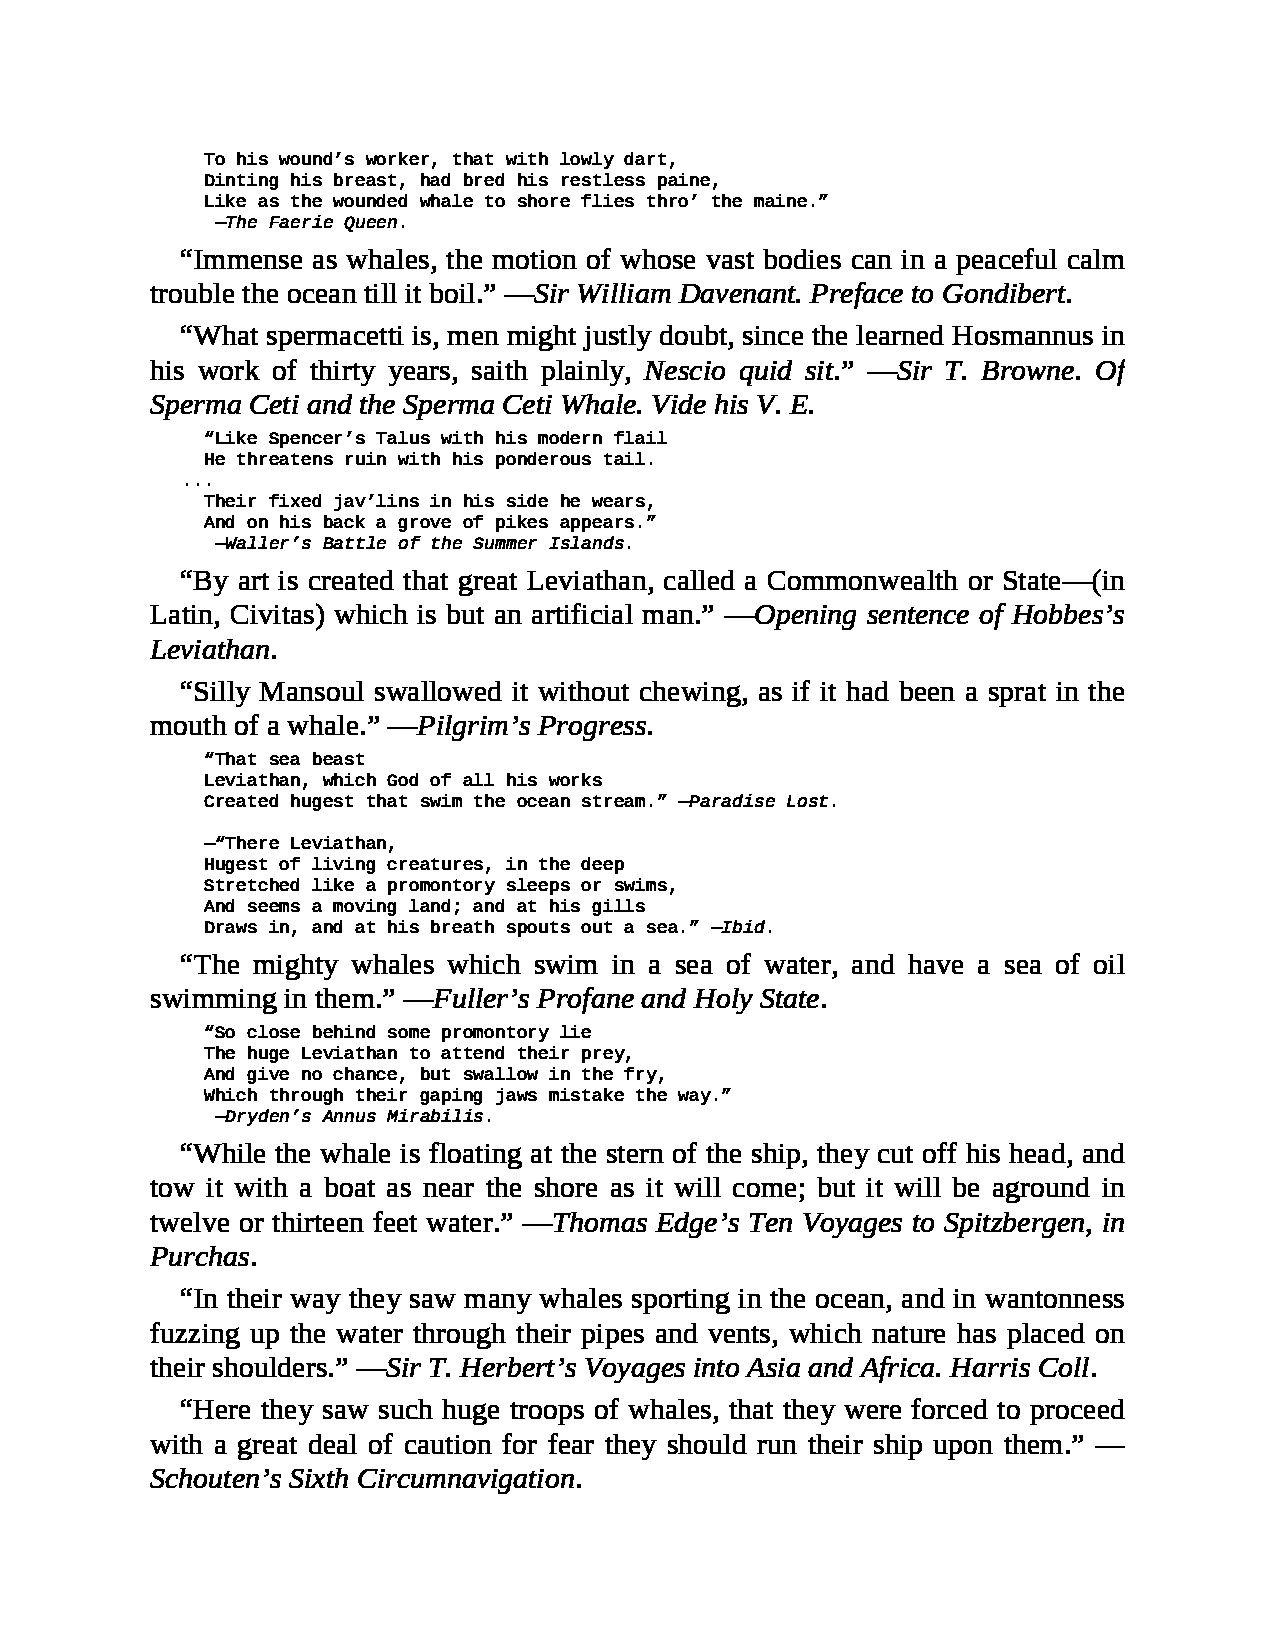 To his wound’s worker, that with lowly dart,
Dinting his breast, had bred his restless paine,
Like as the wounded whale to shore flies thro’ the maine.”
—The Faerie Queen.
“Immense as whales, the motion of whose vast bodies can in a peaceful calm
trouble the ocean till it boil.” —Sir William Davenant. Preface to Gondibert.
“What spermacetti is, men might justly doubt, since the learned Hosmannus in
his work of thirty years, saith plainly, Nescio quid sit.” —Sir T. Browne. Of
Sperma Ceti and the Sperma Ceti Whale. Vide his V. E.
“Like Spencer’s Talus with his modern flail
He threatens ruin with his ponderous tail.
...
Their fixed jav’lins in his side he wears,
And on his back a grove of pikes appears.”
—Waller’s Battle of the Summer Islands.
“By art is created that great Leviathan, called a Commonwealth or State—(in
Latin, Civitas) which is but an artificial man.” —Opening sentence of Hobbes’s
Leviathan.
“Silly Mansoul swallowed it without chewing, as if it had been a sprat in the
mouth of a whale.” —Pilgrim’s Progress.
“That sea beast
Leviathan, which God of all his works
Created hugest that swim the ocean stream.” —Paradise Lost.
—“There Leviathan,
Hugest of living creatures, in the deep
Stretched like a promontory sleeps or swims,
And seems a moving land; and at his gills
Draws in, and at his breath spouts out a sea.” —Ibid.
“The mighty whales which swim in a sea of water, and have a sea of oil
swimming in them.” —Fuller’s Profane and Holy State.
“So close behind some promontory lie
The huge Leviathan to attend their prey,
And give no chance, but swallow in the fry,
Which through their gaping jaws mistake the way.”
—Dryden’s Annus Mirabilis.
“While the whale is floating at the stern of the ship, they cut off his head, and
tow it with a boat as near the shore as it will come; but it will be aground in
twelve or thirteen feet water.” —Thomas Edge’s Ten Voyages to Spitzbergen, in
Purchas.
“In their way they saw many whales sporting in the ocean, and in wantonness
fuzzing up the water through their pipes and vents, which nature has placed on
their shoulders.” —Sir T. Herbert’s Voyages into Asia and Africa. Harris Coll.
“Here they saw such huge troops of whales, that they were forced to proceed
with a great deal of caution for fear they should run their ship upon them.” —
Schouten’s Sixth Circumnavigation.